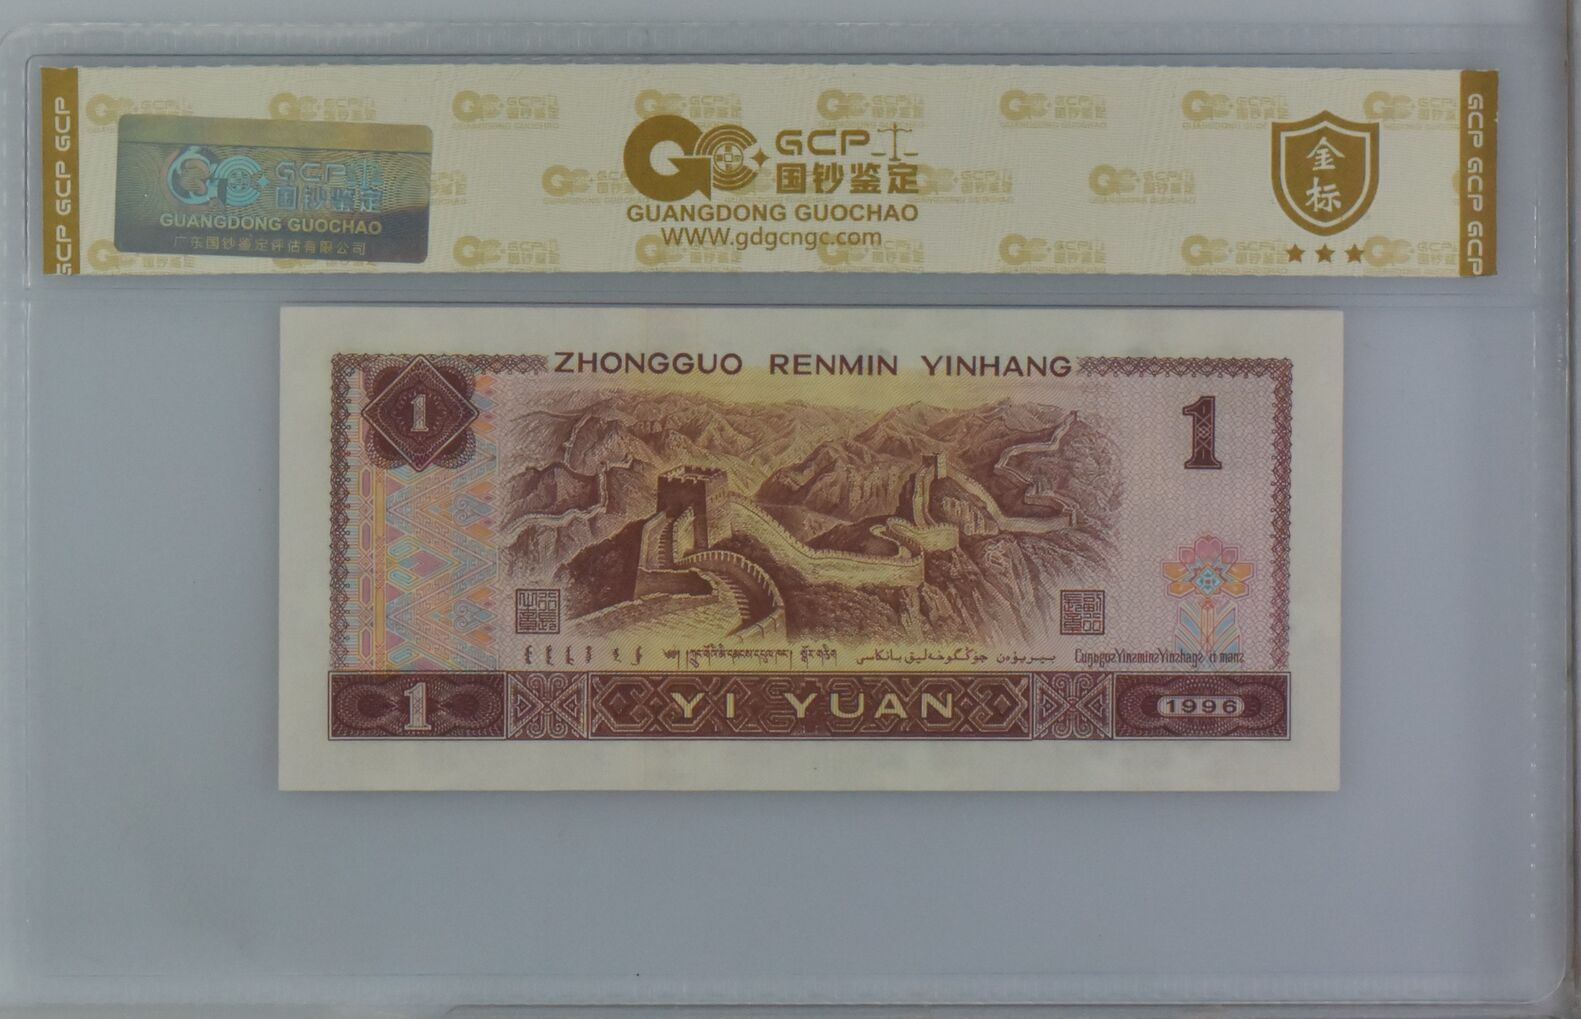 GCP GCP GCP
GCP
国钞鉴定
GUANGDONG GUOCHAO
广东国钞鉴定评估有限公司
GCP
国钞鉴定
GUANGDONG GUOCHAO
WWW.gdgcngc.com
金
标
GCP GCP GCP
ZHONGGUO RENMIN YINHANG
1
1
1
YI YUAN
1996